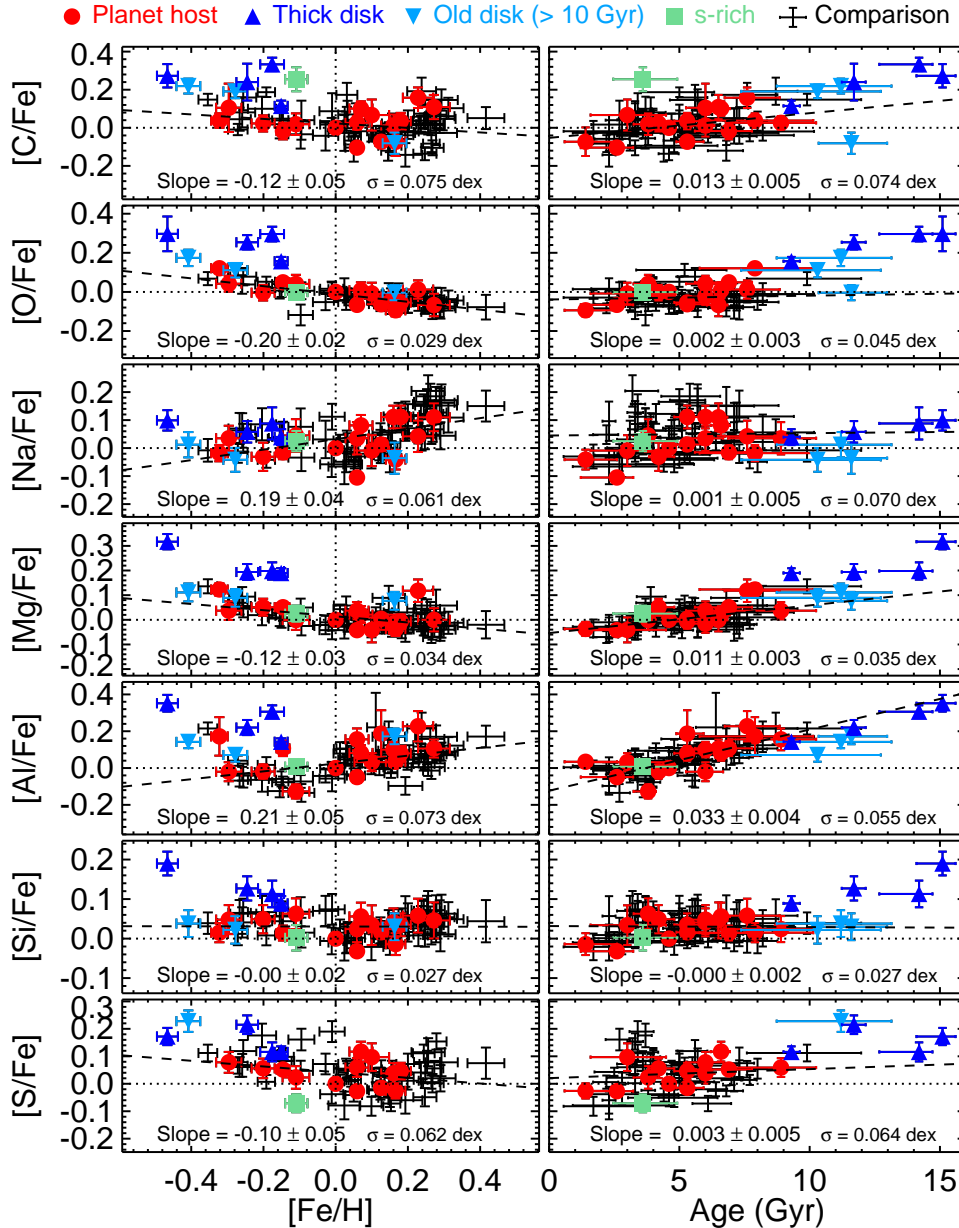 Planet host Thick disk Old disk (> 10 Gyr) s-rich Comparison
[C/Fe]
0.4
0.2
0.0
-0.2
Slope = -0.12 ± 0.05 σ = 0.075 dex
Slope = 0.013 ± 0.005 σ = 0.074 dex
[O/Fe]
0.4
0.2
0.0
-0.2
Slope = -0.20 ± 0.02 σ = 0.029 dex
Slope = 0.002 ± 0.003 σ = 0.045 dex
[Na/Fe]
0.2
0.1
0.0
-0.1
-0.2
Slope = 0.19 ± 0.04 σ = 0.061 dex
Slope = 0.001 ± 0.005 σ = 0.070 dex
[Mg/Fe]
0.3
0.2
0.1
0.0
-0.1
-0.2
Slope = -0.12 ± 0.03 σ = 0.034 dex
Slope = 0.011 ± 0.003 σ = 0.035 dex
[Al/Fe]
0.4
0.2
0.0
-0.2
Slope = 0.21 ± 0.05 σ = 0.073 dex
Slope = 0.033 ± 0.004 σ = 0.055 dex
[Si/Fe]
0.2
0.1
0.0
-0.1
Slope = -0.00 ± 0.02 σ = 0.027 dex
Slope = -0.000 ± 0.002 σ = 0.027 dex
[S/Fe]
0.3
0.2
0.1
0.0
-0.1
-0.2
Slope = -0.10 ± 0.05 σ = 0.062 dex
Slope = 0.003 ± 0.005 σ = 0.064 dex
-0.4 -0.2 0.0 0.2 0.4
0 5 10 15
[Fe/H]
Age (Gyr)